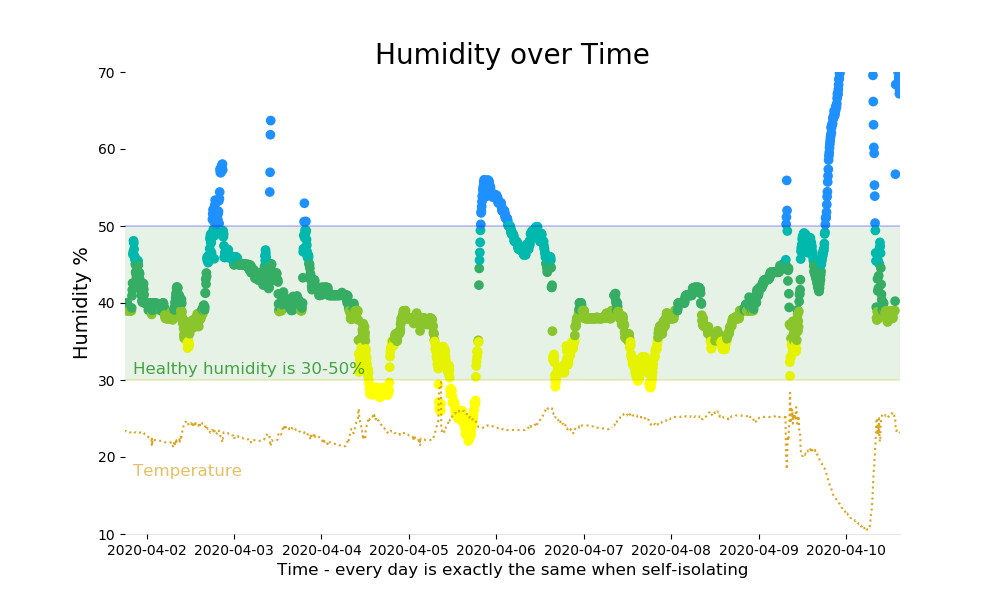 Humidity over Time
Humidity %
70
60
50
40
30
20
10
Healthy humidity is 30-50%
Temperature
2020-04-02 2020-04-03 2020-04-04 2020-04-05 2020-04-06 2020-04-07 2020-04-08 2020-04-09 2020-04-10
Time - every day is exactly the same when self-isolating